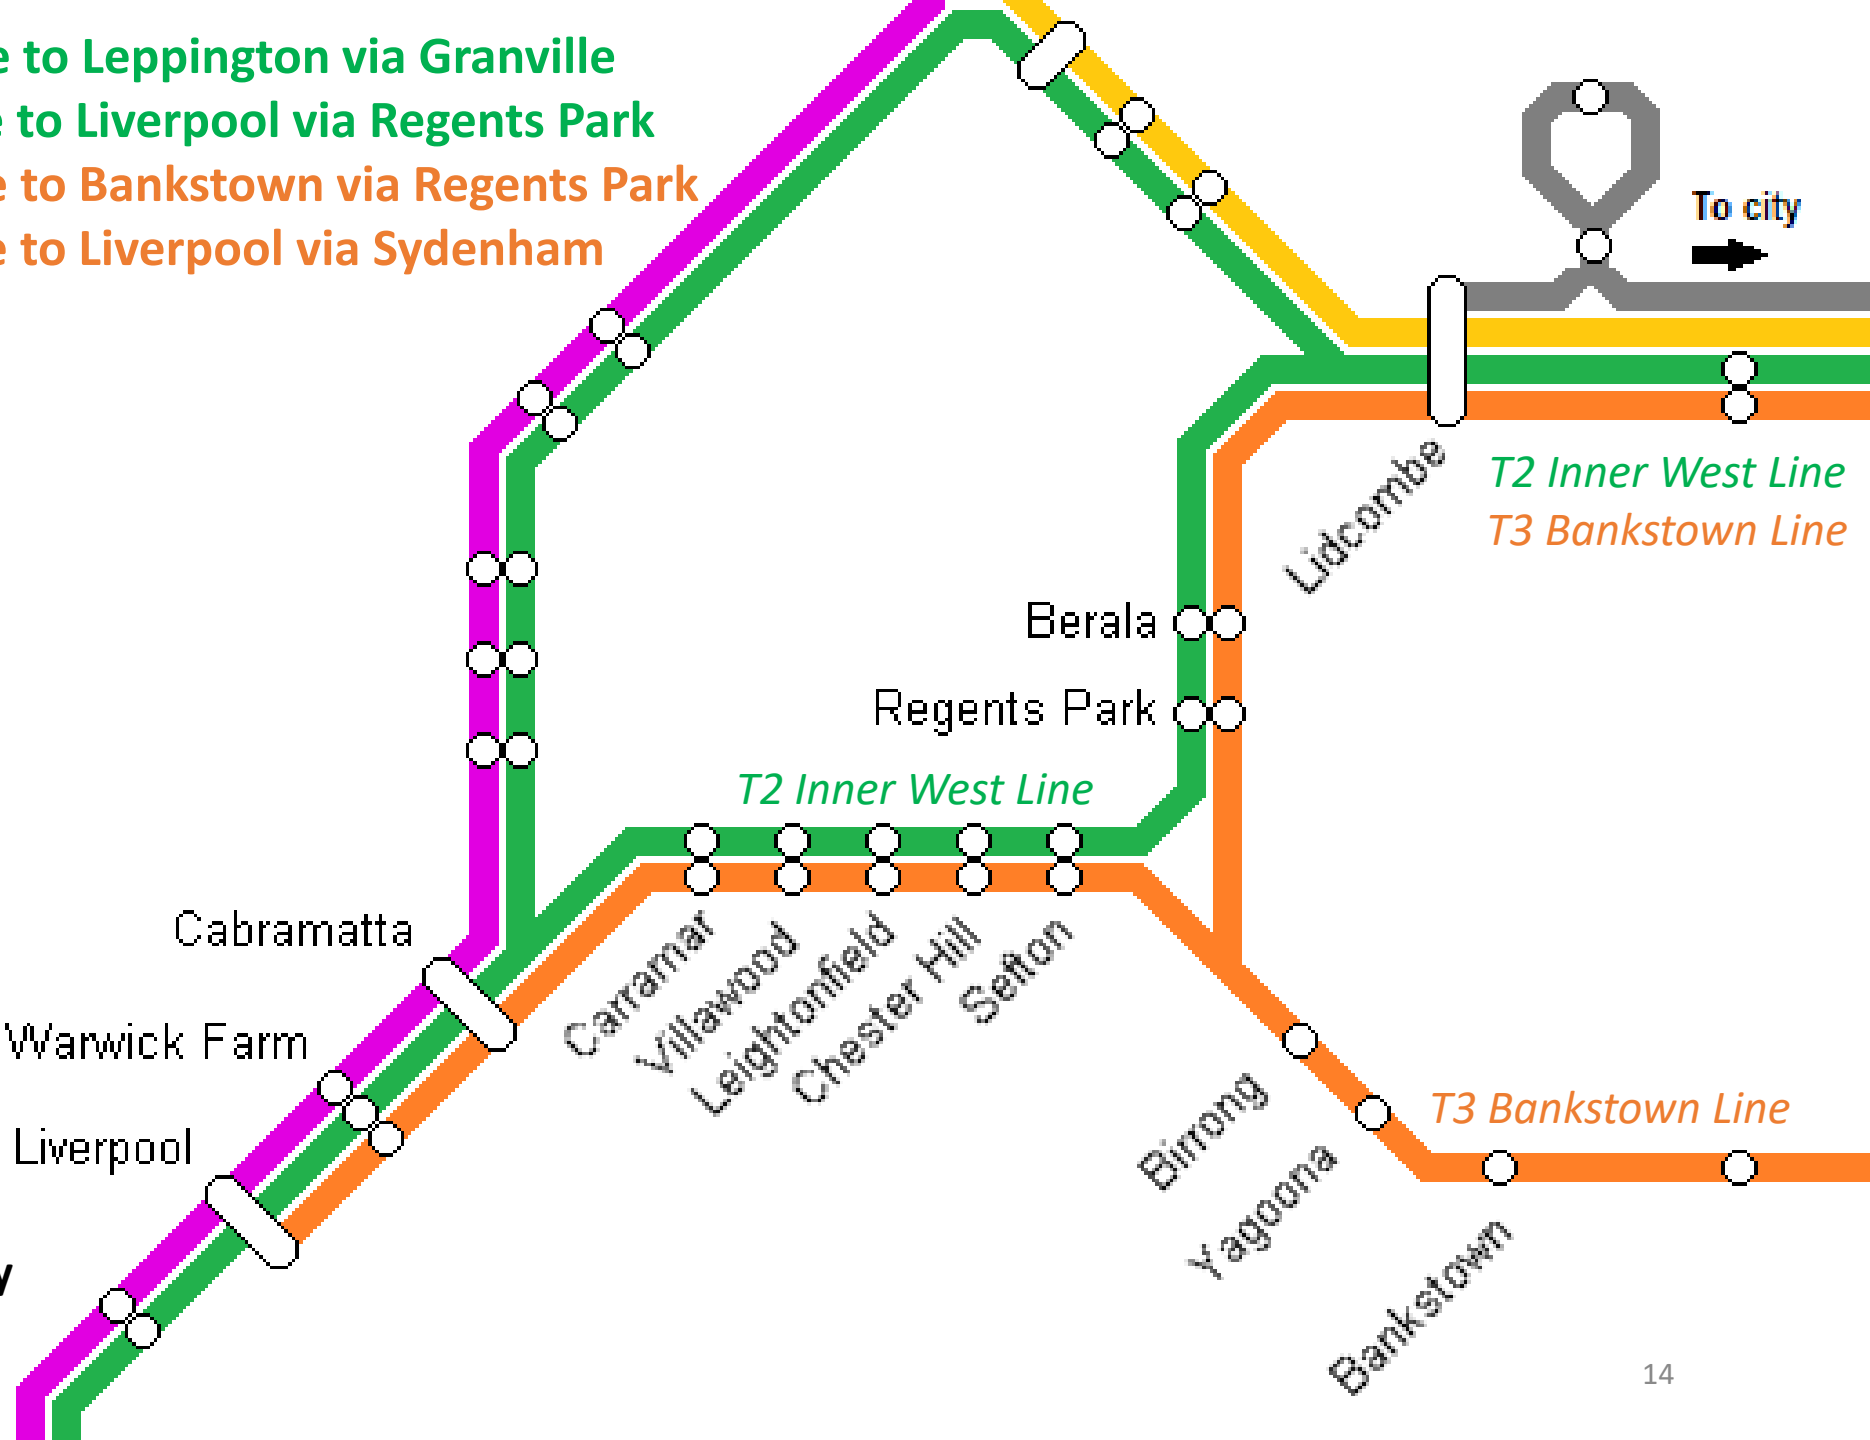 e to Leppington via Granville
e to Liverpool via Regents Park
e to Bankstown via Regents Park
e to Liverpool via Sydenham
To city
Lidcombe
T2 Inner West Line
T3 Bankstown Line
Berala
Regents Park
T2 Inner West Line
Cabramatta
Carramar
Villawood
Leightonfield
Chester Hill
Sefton
Warwick Farm
Liverpool
Birrong
Yagoona
Bankstown
T3 Bankstown Line
y
14